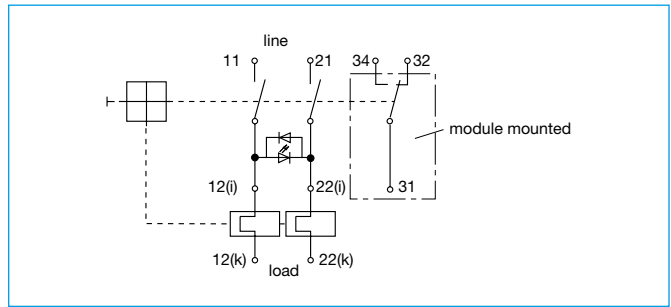 line
11 21 34 32
module mounted
12(i) 22(i) 31
12(k) 22(k)
load